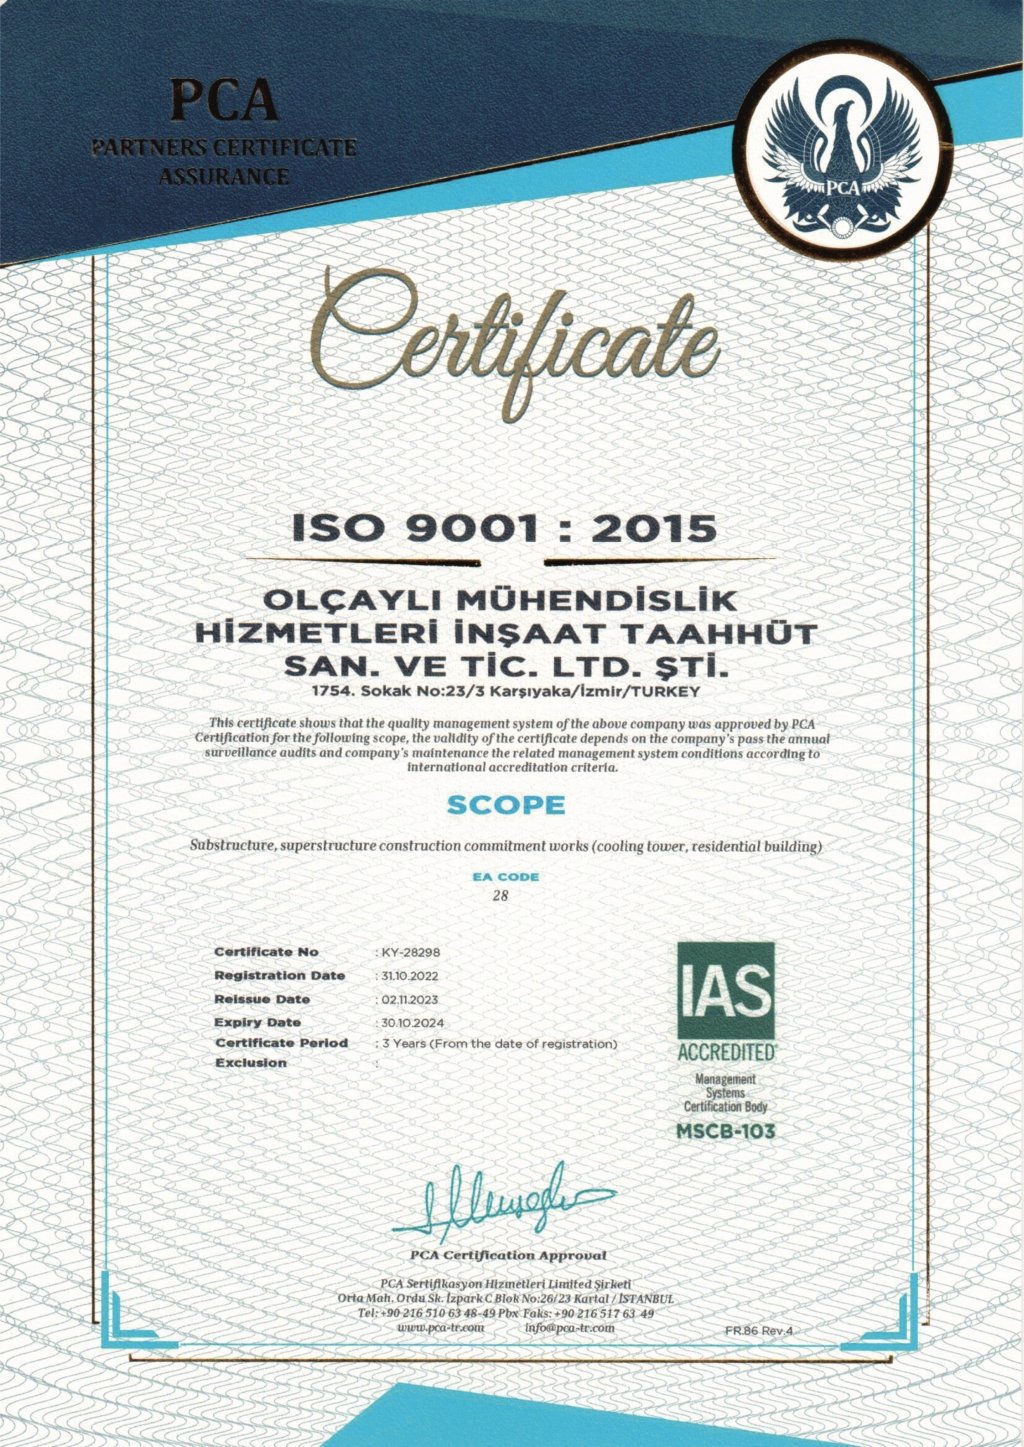 PCA
PARTNERS CERTIFICATE
ASSURANCE
PCA
Certificate
ISO 9001 : 2015
OLÇAYLI MÜHENDİSLİK
HİZMETLERİ İNŞAAT TAAHHÜT
SAN. VE TİC. LTD. ŞTİ.
1754. Sokak No:23/3 Karşıyaka/İzmir/TURKEY
This certificate shows that the quality management system of the above company was approved by PCA
Certification for the following scope, the validity of the certificate depends on the company's pass the annual
surveillance audits and company's maintenance the related management system conditions according to
international accreditation criteria.
SCOPE
Substructure, superstructure construction commitment works (cooling tower, residential building)
EA CODE
28
Certificate No : KY-28298
Registration Date : 31.10.2022
Reissue Date : 02.11.2023
Expiry Date : 30.10.2024
Certificate Period : 3 Years (From the date of registration)
Exclusion :
IAS
ACCREDITED
Management
Systems
Certification Body
MSCB-103
PCA Certification Approval
PCA Sertifikasyon Hizmetleri Limited Şirketi
Orta Mah. Ordu Sk. İzpark C Blok No:26/23 Kartal / İSTANBUL
Tel: +90 216 510 63 48-49 Pbx Faks: +90 216 517 63 49
www.pca-tr.com info@pca-tr.com
FR.86 Rev.4